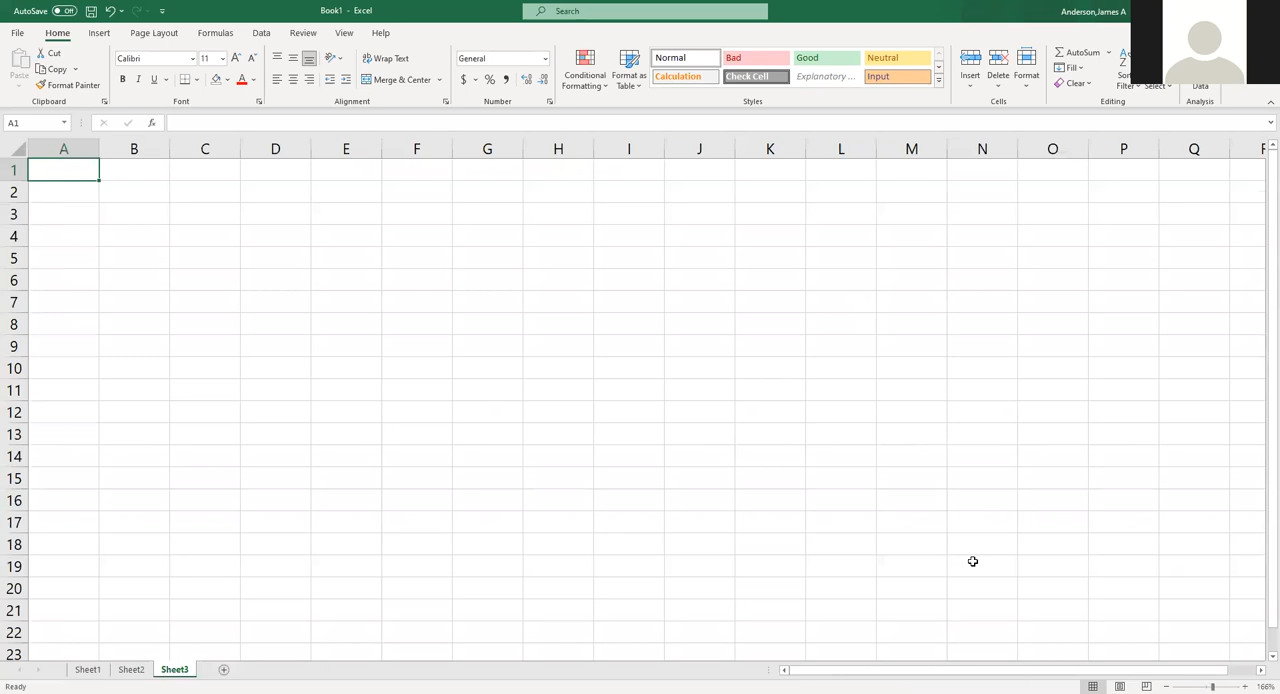 AutoSave Off Book1 - Excel Search Anderson,James A
File Home Insert Page Layout Formulas Data Review View Help
Paste Cut Copy Format Painter
Calibri 11 A A Wrap Text General Conditional Formatting Format as Table Normal Bad Good Neutral Insert Delete Format AutoSum
B I U A Merge & Center $ % 9 Calculation Check Cell Explanatory ... Input Fill Clear Filter Select Data
Clipboard Font Alignment Number Styles Cells Editing Analysis
A1 fx
A B C D E F G H I J K L M N O P Q
1
2
3
4
5
6
7
8
9
10
11
12
13
14
15
16
17
18
19
20
21
22
23
Sheet1 Sheet2 Sheet3
Ready 166%